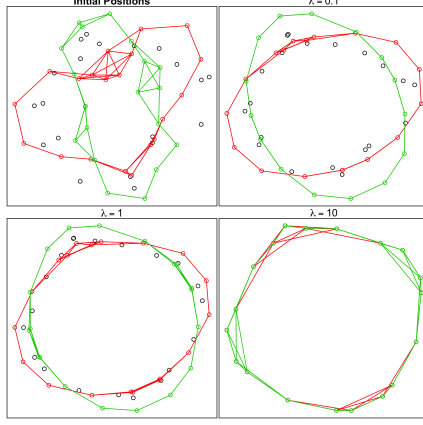 Initial Positions
λ = 0.1
λ = 1
λ = 10